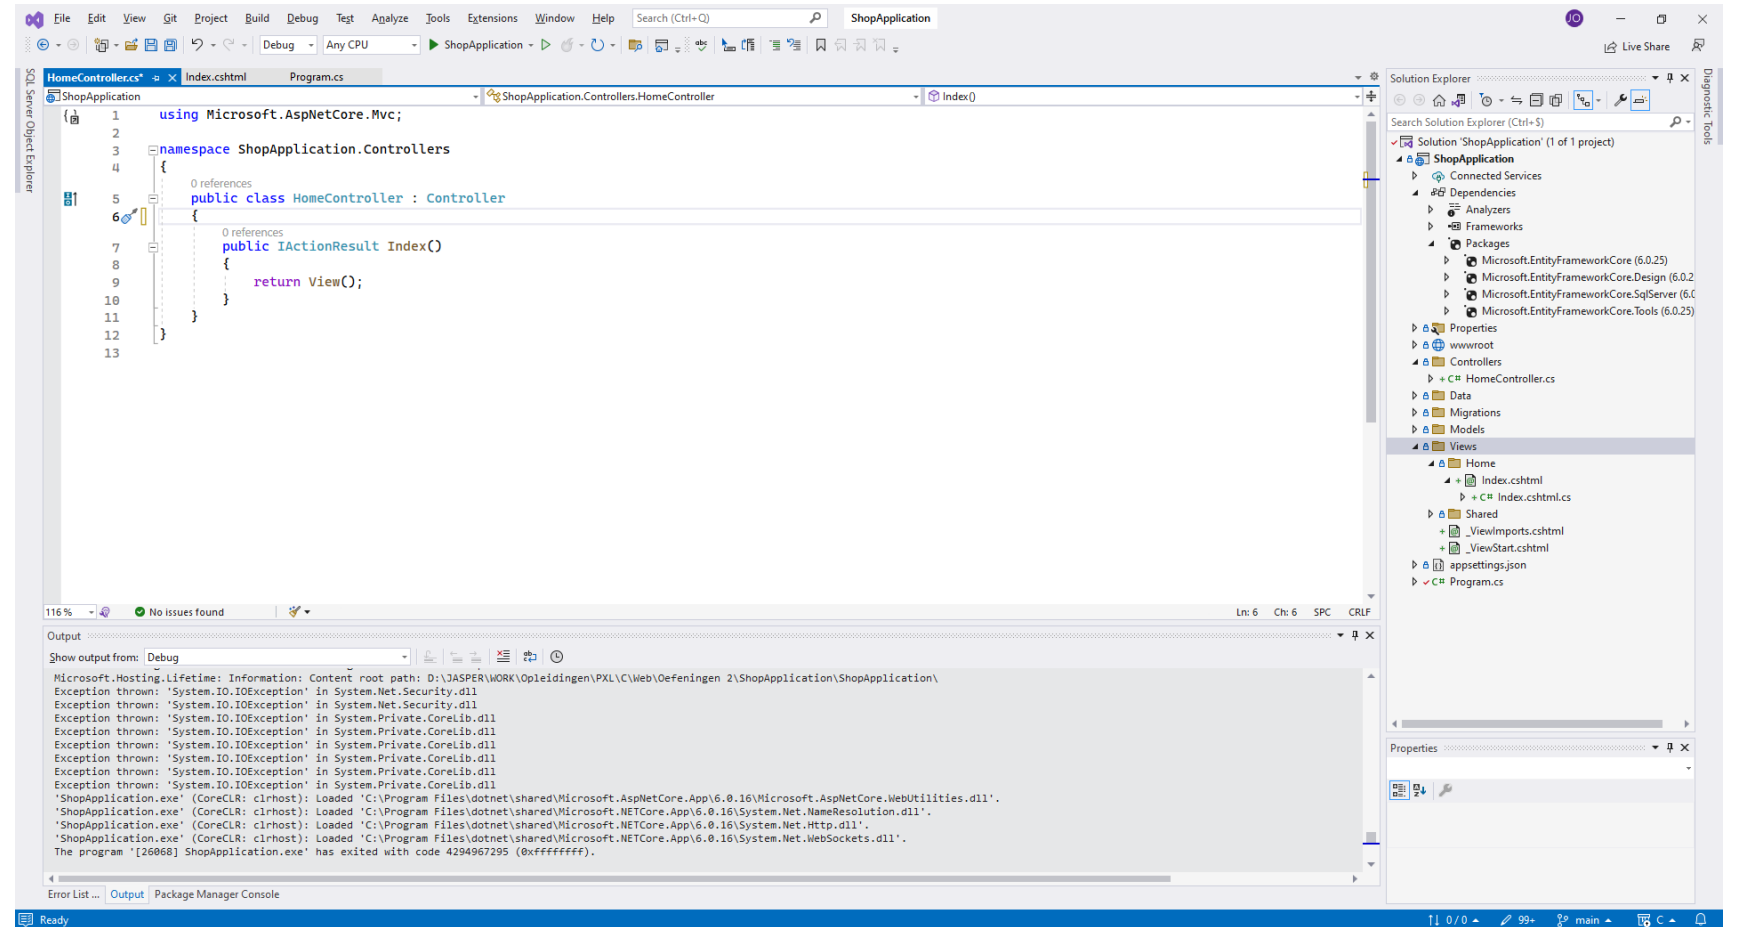 File Edit View Git Project Build Debug Test Analyze Tools Extensions Window Help Search (Ctrl+Q) ShopApplication JO
Debug Any CPU ShopApplication Live Share
SQL Server Object Explorer
HomeController.cs* Index.cshtml Program.cs
ShopApplication ShopApplication.Controllers.HomeController Index()
1 using Microsoft.AspNetCore.Mvc;
2
3 namespace ShopApplication.Controllers
4 {
0 references
5 public class HomeController : Controller
6 {
0 references
7 public IActionResult Index()
8 {
9 return View();
10 }
11 }
12 }
13
116 % No issues found Ln: 6 Ch: 6 SPC CRLF
Output
Show output from: Debug
Microsoft.Hosting.Lifetime: Information: Content root path: D:\JASPER\WORK\Opleidingen\PXL\C\Web\Oefeningen 2\ShopApplication\ShopApplication\
Exception thrown: 'System.IO.IOException' in System.Net.Security.dll
Exception thrown: 'System.IO.IOException' in System.Net.Security.dll
Exception thrown: 'System.IO.IOException' in System.Private.CoreLib.dll
Exception thrown: 'System.IO.IOException' in System.Private.CoreLib.dll
Exception thrown: 'System.IO.IOException' in System.Private.CoreLib.dll
Exception thrown: 'System.IO.IOException' in System.Private.CoreLib.dll
Exception thrown: 'System.IO.IOException' in System.Private.CoreLib.dll
Exception thrown: 'System.IO.IOException' in System.Private.CoreLib.dll
'ShopApplication.exe' (CoreCLR: clrhost): Loaded 'C:\Program Files\dotnet\shared\Microsoft.AspNetCore.App\6.0.16\Microsoft.AspNetCore.WebUtilities.dll'.
'ShopApplication.exe' (CoreCLR: clrhost): Loaded 'C:\Program Files\dotnet\shared\Microsoft.NETCore.App\6.0.16\System.Net.NameResolution.dll'.
'ShopApplication.exe' (CoreCLR: clrhost): Loaded 'C:\Program Files\dotnet\shared\Microsoft.NETCore.App\6.0.16\System.Net.Http.dll'.
'ShopApplication.exe' (CoreCLR: clrhost): Loaded 'C:\Program Files\dotnet\shared\Microsoft.NETCore.App\6.0.16\System.Net.WebSockets.dll'.
The program '[26068] ShopApplication.exe' has exited with code 4294967295 (0xffffffff).
Error List ... Output Package Manager Console
Solution Explorer
Search Solution Explorer (Ctrl+$)
Solution 'ShopApplication' (1 of 1 project)
ShopApplication
Connected Services
Dependencies
Analyzers
Frameworks
Packages
Microsoft.EntityFrameworkCore (6.0.25)
Microsoft.EntityFrameworkCore.Design (6.0.2
Microsoft.EntityFrameworkCore.SqlServer (6.0
Microsoft.EntityFrameworkCore.Tools (6.0.25)
Properties
wwwroot
Controllers
C# HomeController.cs
Data
Migrations
Models
Views
Home
Index.cshtml
C# Index.cshtml.cs
Shared
_ViewImports.cshtml
_ViewStart.cshtml
appsettings.json
C# Program.cs
Properties
Diagnostic Tools
Ready 0 / 0 99+ main C